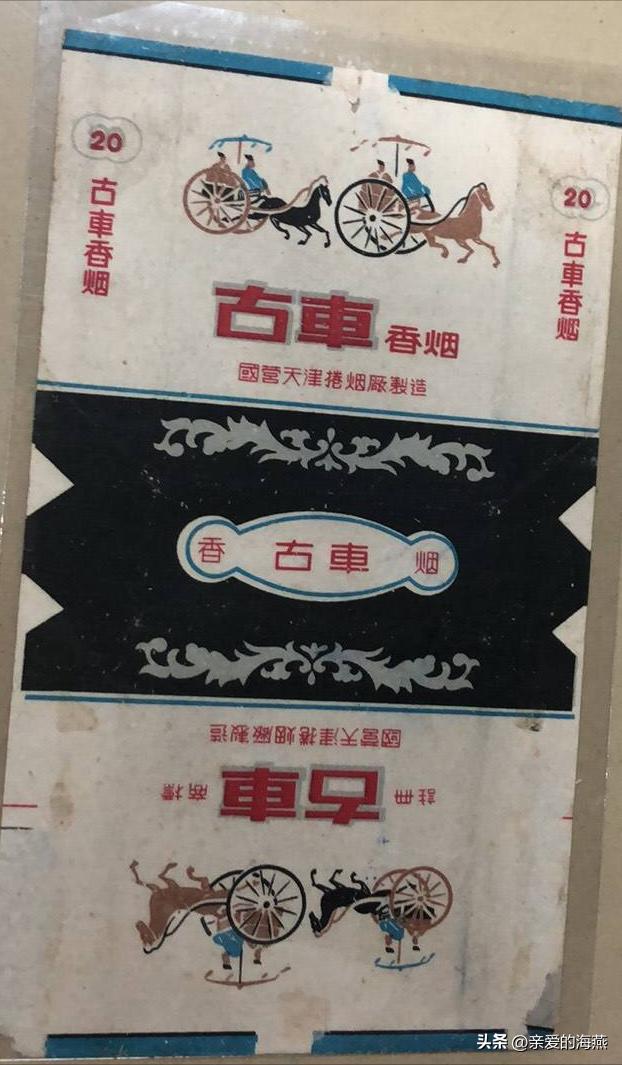 20
古車香烟
20
古車香烟
古車 香烟
國营天津捲烟廠製造
香 古車 烟
國营天津捲烟廠製造
註冊 古車 商標
头条 @亲爱的海燕